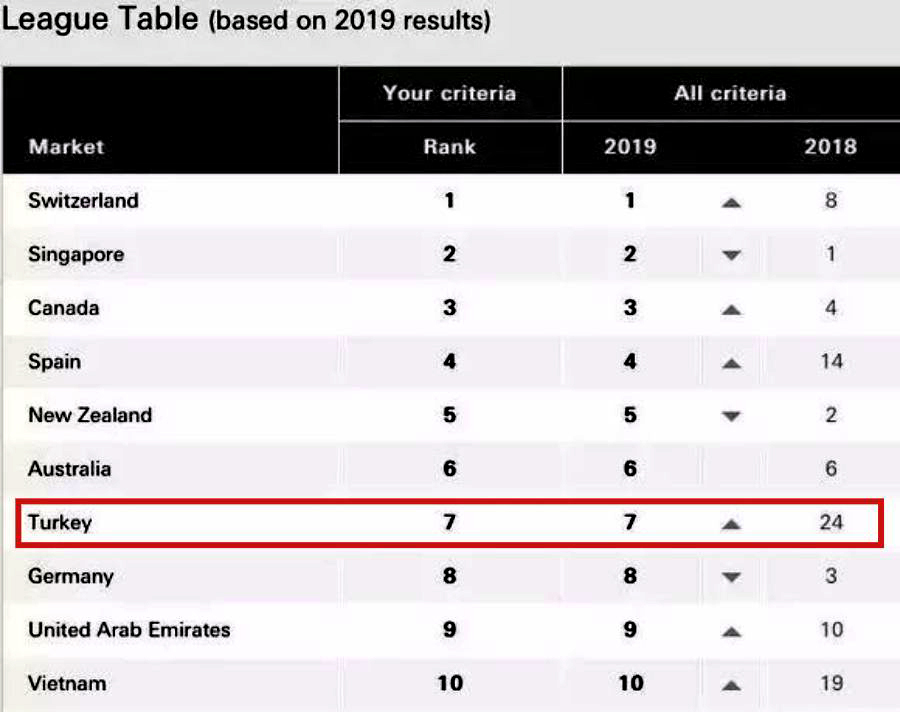 League Table (based on 2019 results)
Your criteria All criteria
Market Rank 2019 2018
Switzerland 1 1 ▲ 8
Singapore 2 2 ▼ 1
Canada 3 3 ▲ 4
Spain 4 4 ▲ 14
New Zealand 5 5 ▼ 2
Australia 6 6 6
Turkey 7 7 ▲ 24
Germany 8 8 ▼ 3
United Arab Emirates 9 9 ▲ 10
Vietnam 10 10 ▲ 19